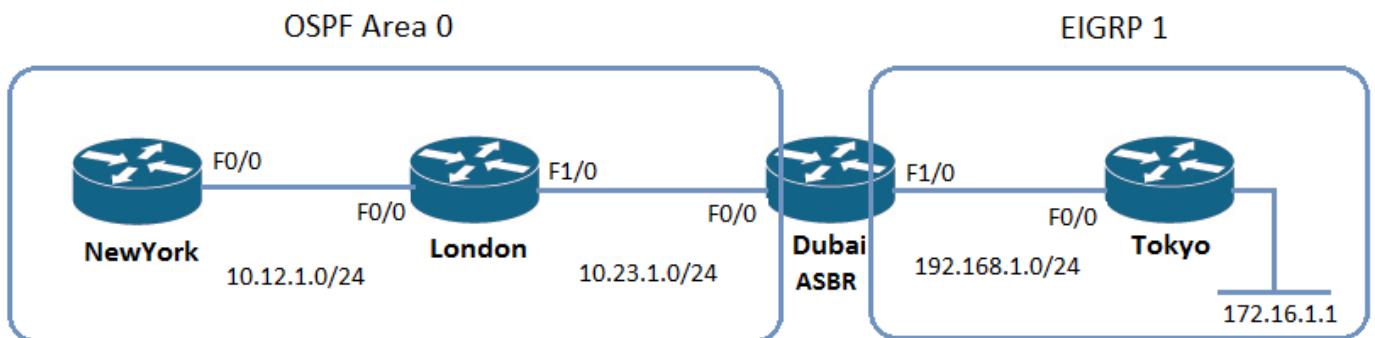 OSPF Area 0
EIGRP 1
F0/0
F0/0
F1/0
F0/0
F1/0
F0/0
NewYork
London
Dubai
ASBR
Tokyo
10.12.1.0/24
10.23.1.0/24
192.168.1.0/24
172.16.1.1